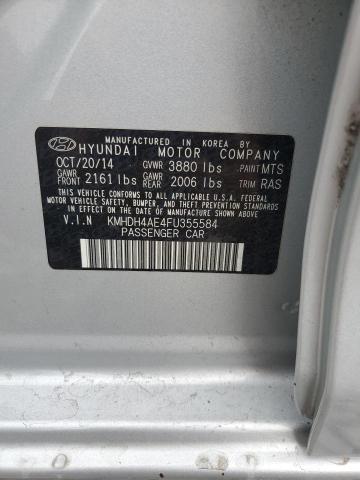 MANUFACTURED IN KOREA BY
HYUNDAI MOTOR COMPANY
OCT/20/14 GVWR 3880 lbs PAINT MTS
GAWR FRONT 2161 lbs GAWR REAR 2006 lbs TRIM RAS
THIS VEHICLE CONFORMS TO ALL APPLICABLE U.S.A. FEDERAL
MOTOR VEHICLE SAFETY, BUMPER, AND THEFT PREVENTION STANDARDS
IN EFFECT ON THE DATE OF MANUFACTURE SHOWN ABOVE.
V.I.N KMHDH4AE4FU355584
PASSENGER CAR